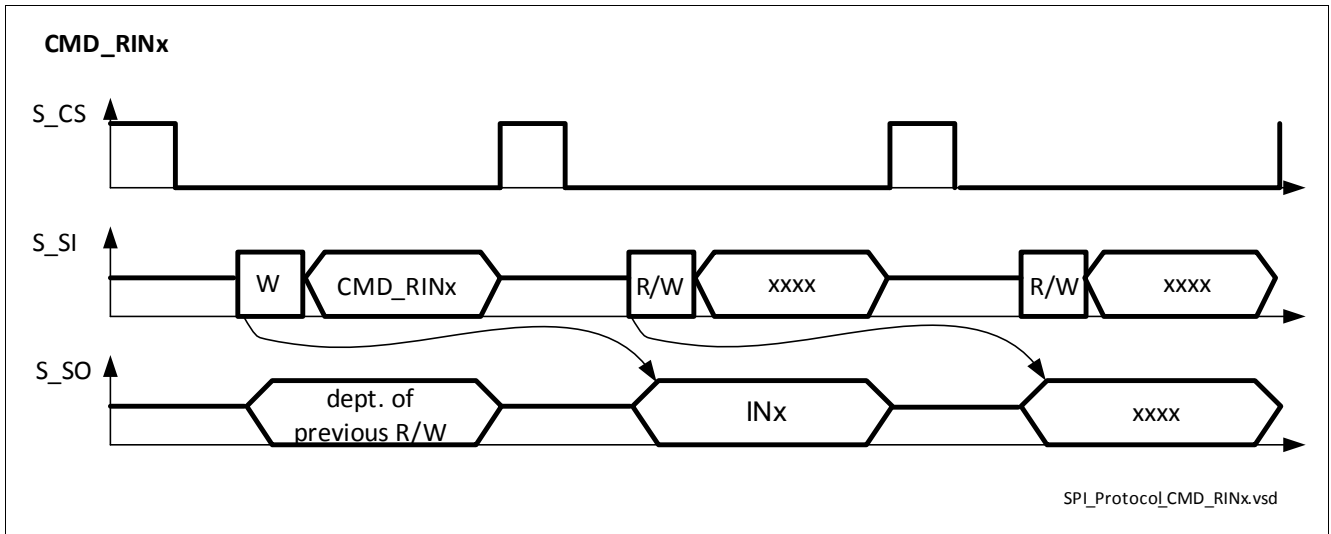 CMD_RINx
S_CS
S_SI
W
CMD_RINx
R/W
xxxx
R/W
xxxx
S_SO
dept. of
previous R/W
INx
xxxx
SPI_Protocol_CMD_RINx.vsd